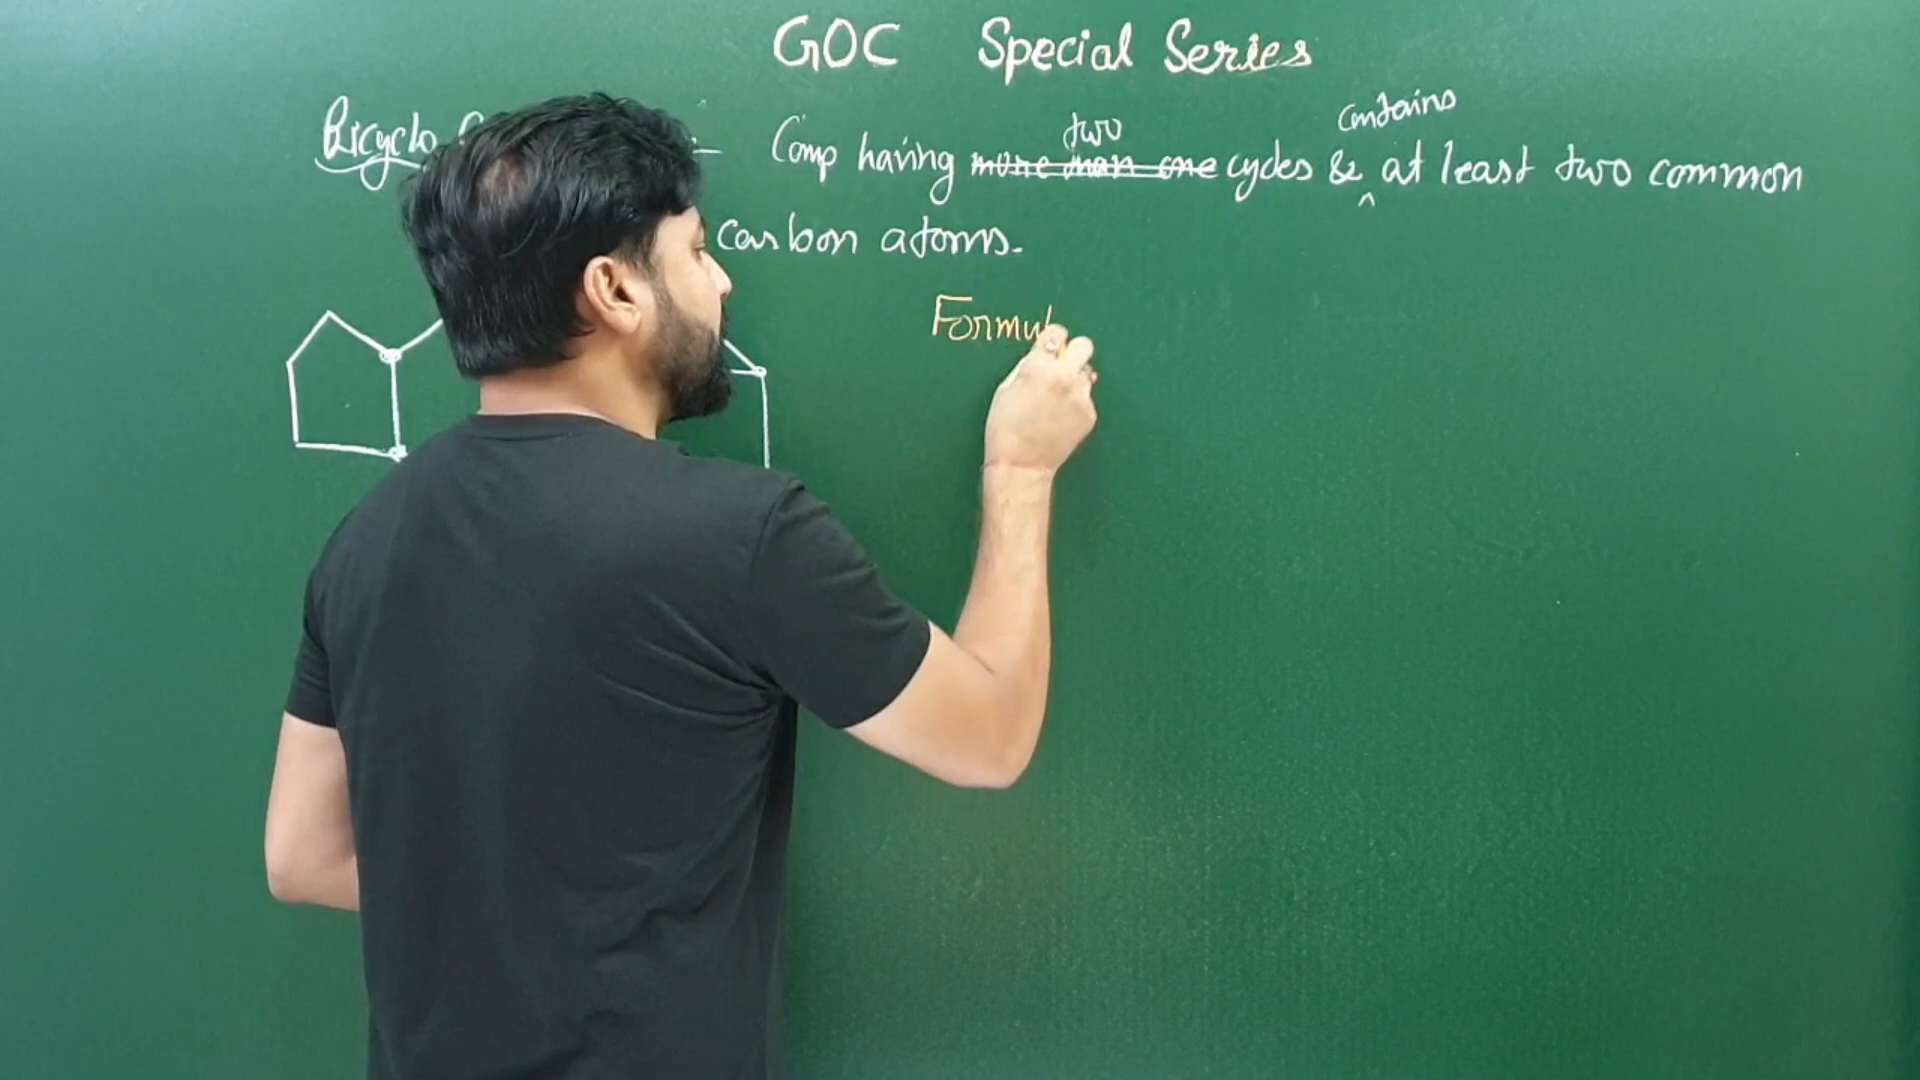 GOC Special Series
Bicyclo Comp having more than one cycles & at least two common
two
contains
carbon atoms.
Formul